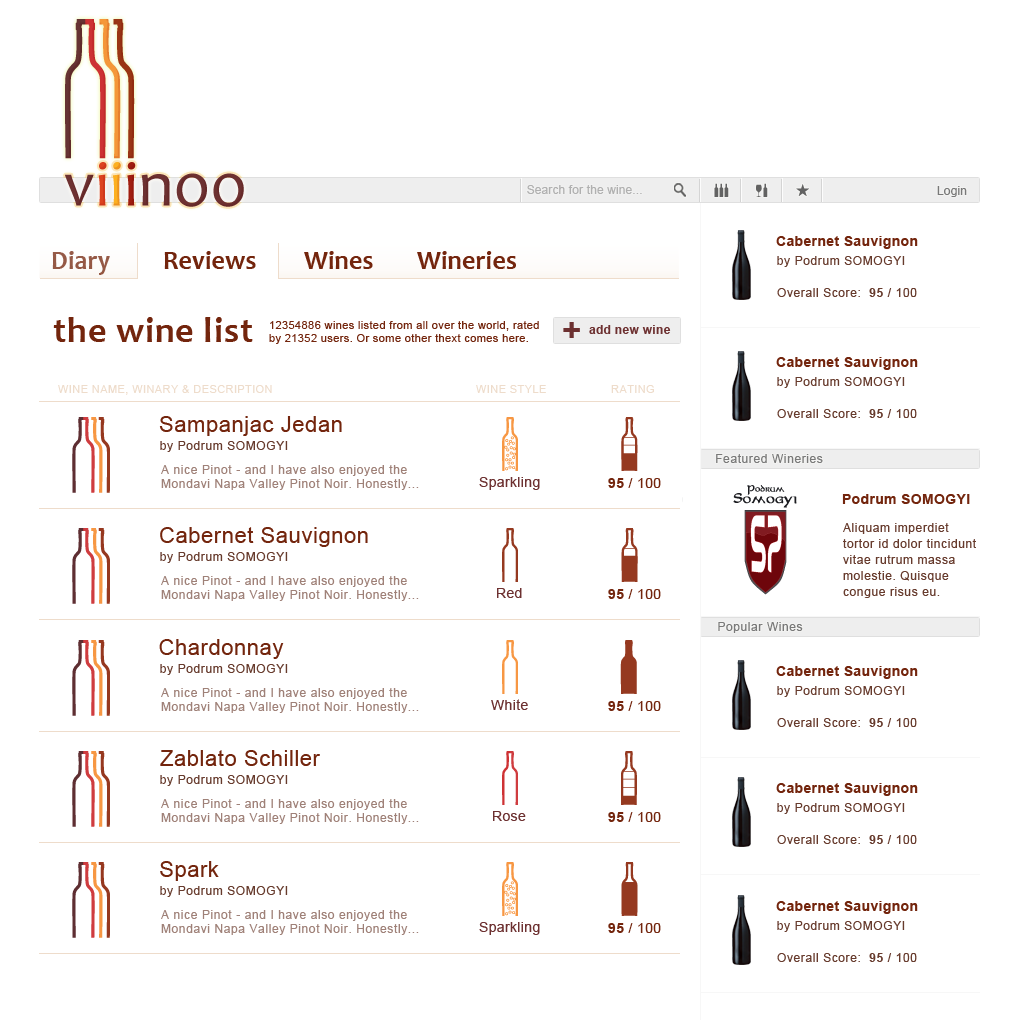 viinoo
Search for the wine...
Login
Diary
Reviews
Wines
Wineries
the wine list
12354886 wines listed from all over the world, rated
by 21352 users. Or some other thext comes here.
add new wine
WINE NAME, WINARY & DESCRIPTION
WINE STYLE
RATING
Sampanjac Jedan
by Podrum SOMOGYI
A nice Pinot - and I have also enjoyed the
Mondavi Napa Valley Pinot Noir. Honestly...
Sparkling
95 / 100
Cabernet Sauvignon
by Podrum SOMOGYI
A nice Pinot - and I have also enjoyed the
Mondavi Napa Valley Pinot Noir. Honestly...
Red
95 / 100
Chardonnay
by Podrum SOMOGYI
A nice Pinot - and I have also enjoyed the
Mondavi Napa Valley Pinot Noir. Honestly...
White
95 / 100
Zablato Schiller
by Podrum SOMOGYI
A nice Pinot - and I have also enjoyed the
Mondavi Napa Valley Pinot Noir. Honestly...
Rose
95 / 100
Spark
by Podrum SOMOGYI
A nice Pinot - and I have also enjoyed the
Mondavi Napa Valley Pinot Noir. Honestly...
Sparkling
95 / 100
Cabernet Sauvignon
by Podrum SOMOGYI
Overall Score: 95 / 100
Cabernet Sauvignon
by Podrum SOMOGYI
Overall Score: 95 / 100
Featured Wineries
Podrum
Somogyi
Podrum SOMOGYI
Aliquam imperdiet
tortor id dolor tincidunt
vitae rutrum massa
molestie. Quisque
congue risus eu.
Popular Wines
Cabernet Sauvignon
by Podrum SOMOGYI
Overall Score: 95 / 100
Cabernet Sauvignon
by Podrum SOMOGYI
Overall Score: 95 / 100
Cabernet Sauvignon
by Podrum SOMOGYI
Overall Score: 95 / 100